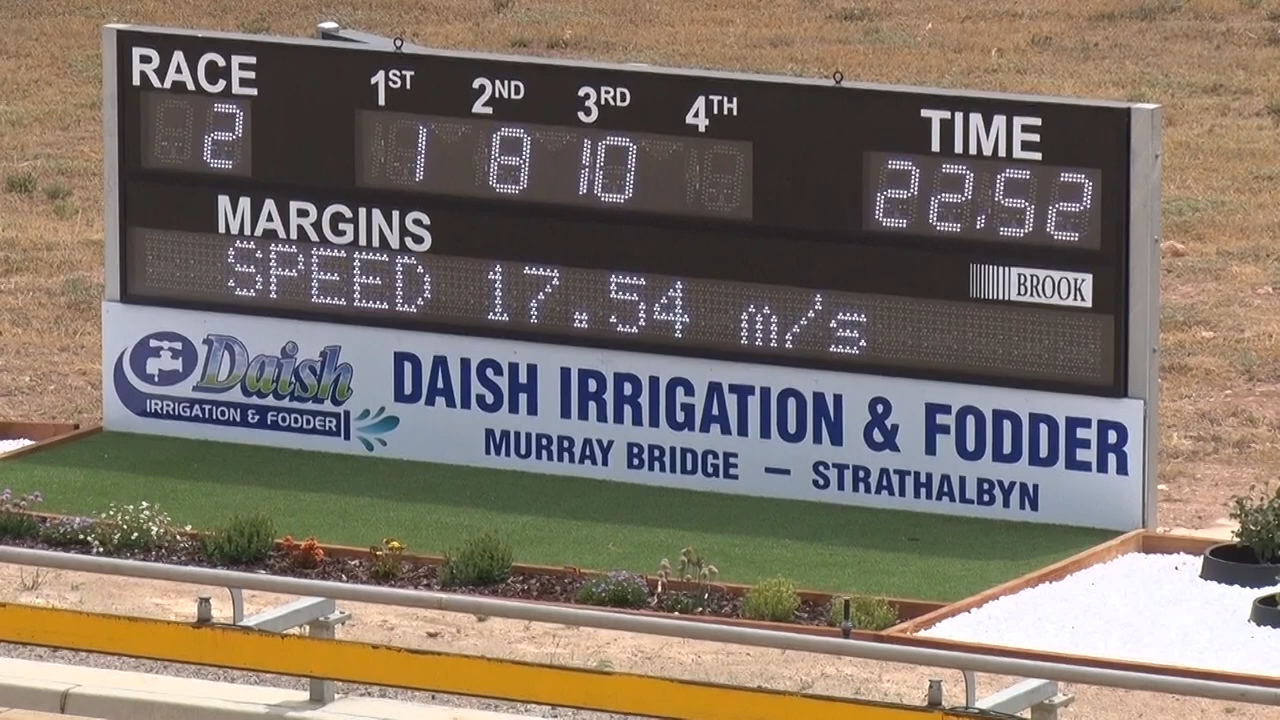 RACE 1ST 2ND 3RD 4TH TIME
2 1 8 10 22.52
MARGINS
SPEED 17.54 m/s
BROOK
Daish
IRRIGATION & FODDER
DAISH IRRIGATION & FODDER
MURRAY BRIDGE – STRATHALBYN